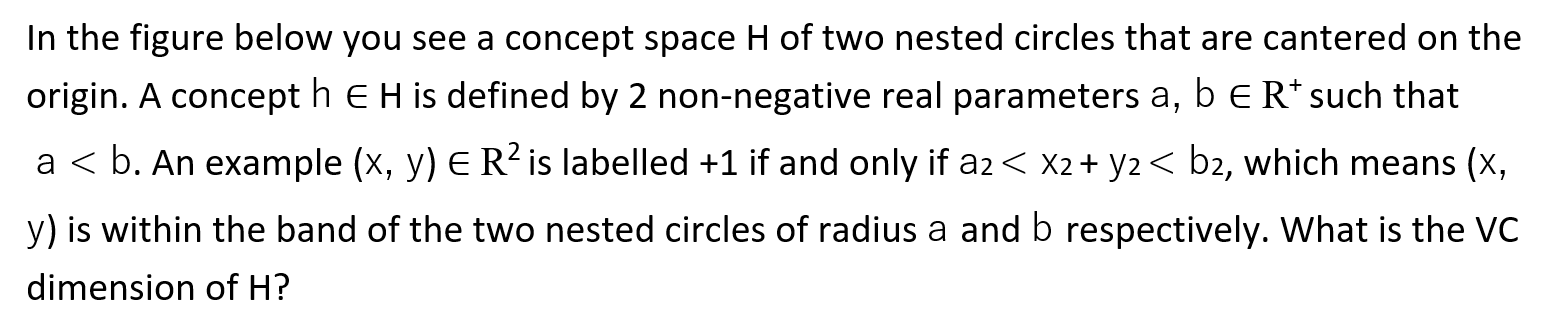 In the figure below you see a concept space H of two nested circles that are cantered on the
origin. A concept h ∈ H is defined by 2 non-negative real parameters a, b ∈ R⁺ such that
a < b. An example (x, y) ∈ R² is labelled +1 if and only if a2 < x2 + y2 < b2, which means (x,
y) is within the band of the two nested circles of radius a and b respectively. What is the VC
dimension of H?